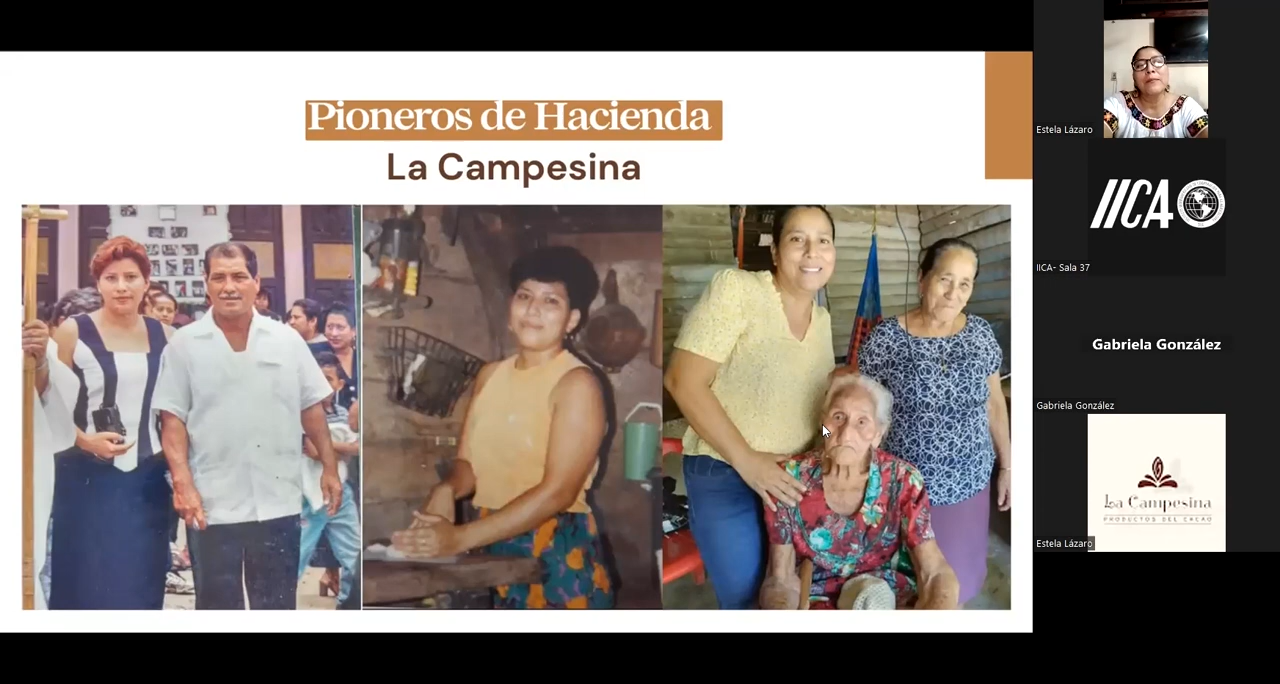 Pioneros de Hacienda
La Campesina
Estela Lázaro
IICA
IICA- Sala 37
Gabriela González
Gabriela González
La Campesina
PRODUCTOS DEL CACAO
Estela Lázaro